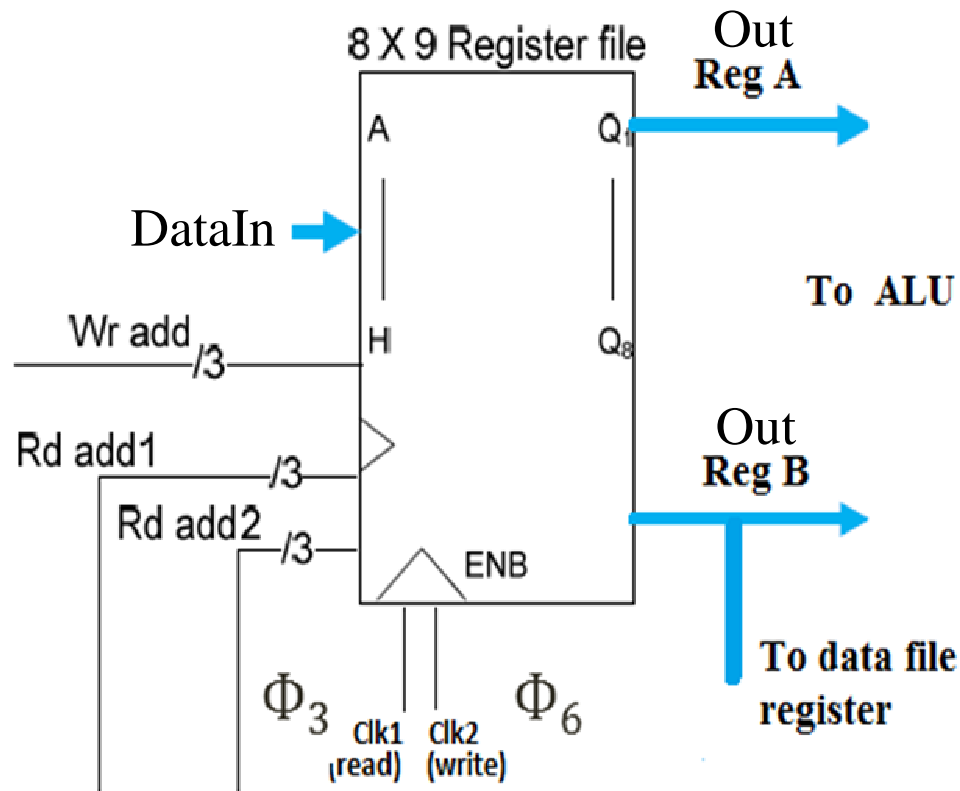 8 X 9 Register file
Out
Reg A
A
Q1
DataIn
To ALU
Wr add
/3
H
Q8
Rd add1
/3
Out
Reg B
Rd add2
/3
ENB
Φ3
Φ6
To data file
register
Clk1
(read)
Clk2
(write)